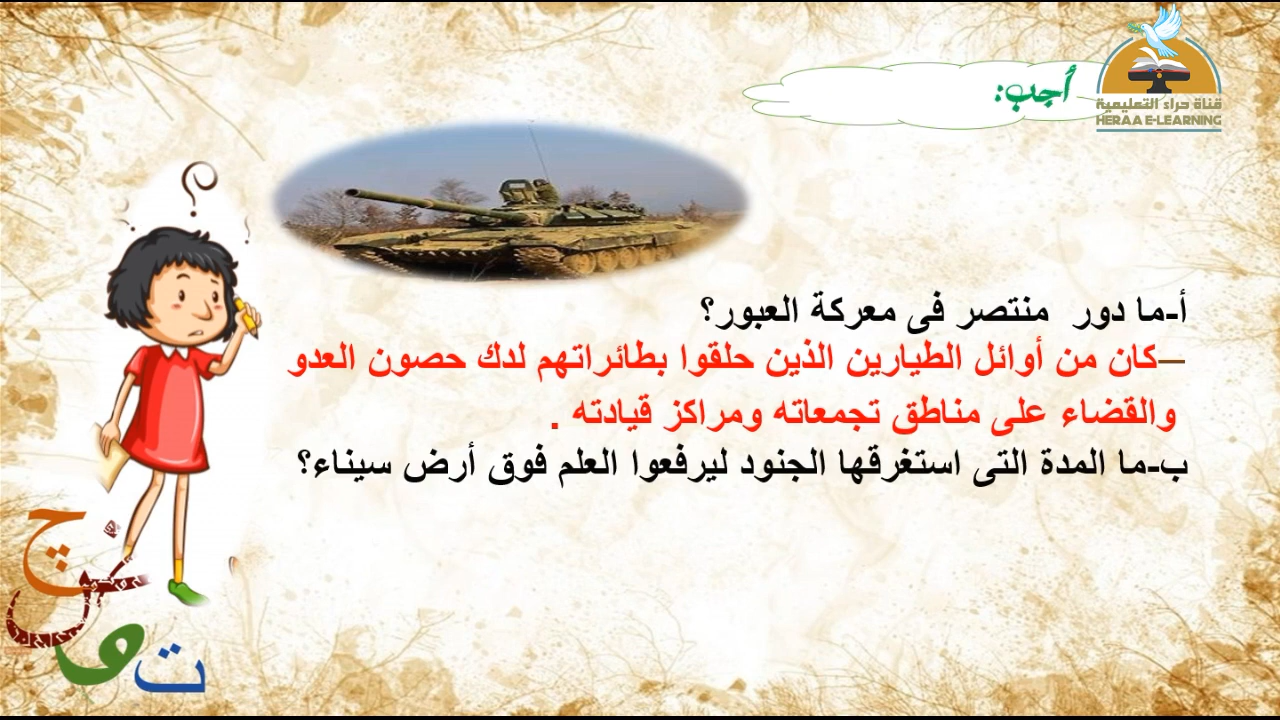 أجب:
قناة حراء التعليمية
HERAA E-LEARNING
أ-ما دور منتصر فى معركة العبور؟
–كان من أوائل الطيارين الذين حلقوا بطائراتهم لدك حصون العدو
والقضاء على مناطق تجمعاته ومراكز قيادته .
ب-ما المدة التى استغرقها الجنود ليرفعوا العلم فوق أرض سيناء؟
ج
و
ت